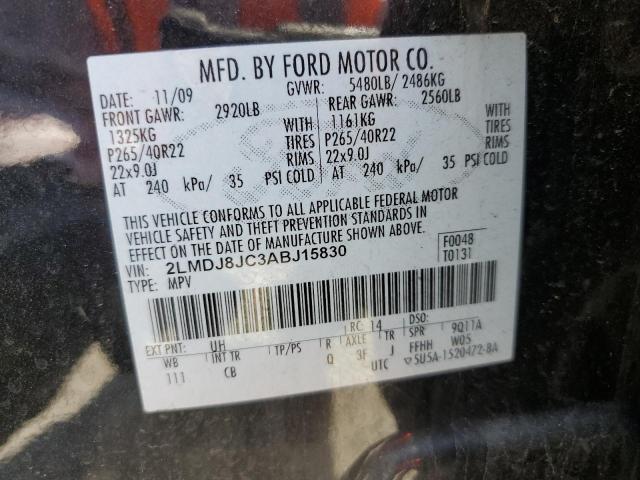 MFD. BY FORD MOTOR CO.
DATE: 11/09 GVWR: 5480LB/ 2486KG
FRONT GAWR: 2920LB REAR GAWR: 2560LB
1325KG WITH 1161KG WITH
P265/40R22 TIRES P265/40R22 TIRES
22x9.0J RIMS 22x9.0J RIMS
AT 240 kPa/ 35 PSI COLD AT 240 kPa/ 35 PSI COLD
THIS VEHICLE CONFORMS TO ALL APPLICABLE FEDERAL MOTOR
VEHICLE SAFETY AND THEFT PREVENTION STANDARDS IN
EFFECT ON THE DATE OF MANUFACTURE SHOWN ABOVE.
VIN: 2LMDJ8JC3ABJ15830 F0048
TYPE: MPV T0131
EXT PNT: UH RC: 14 DSO:
WB INT TR TP/PS R AXLE TR SPR 9Q11A
111 CB Q 3F J FFHH W05
UTC ▽5U5A-1520472-BA